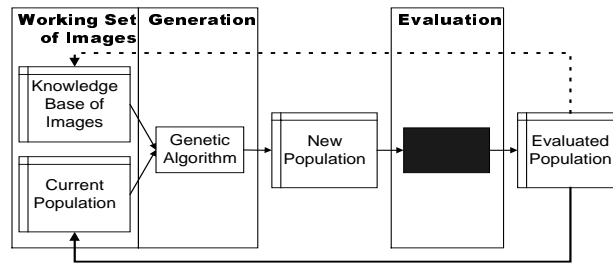 Working Set
of Images
Generation
Evaluation
Knowledge
Base of
Images
Current
Population
Genetic
Algorithm
New
Population
Evaluated
Population